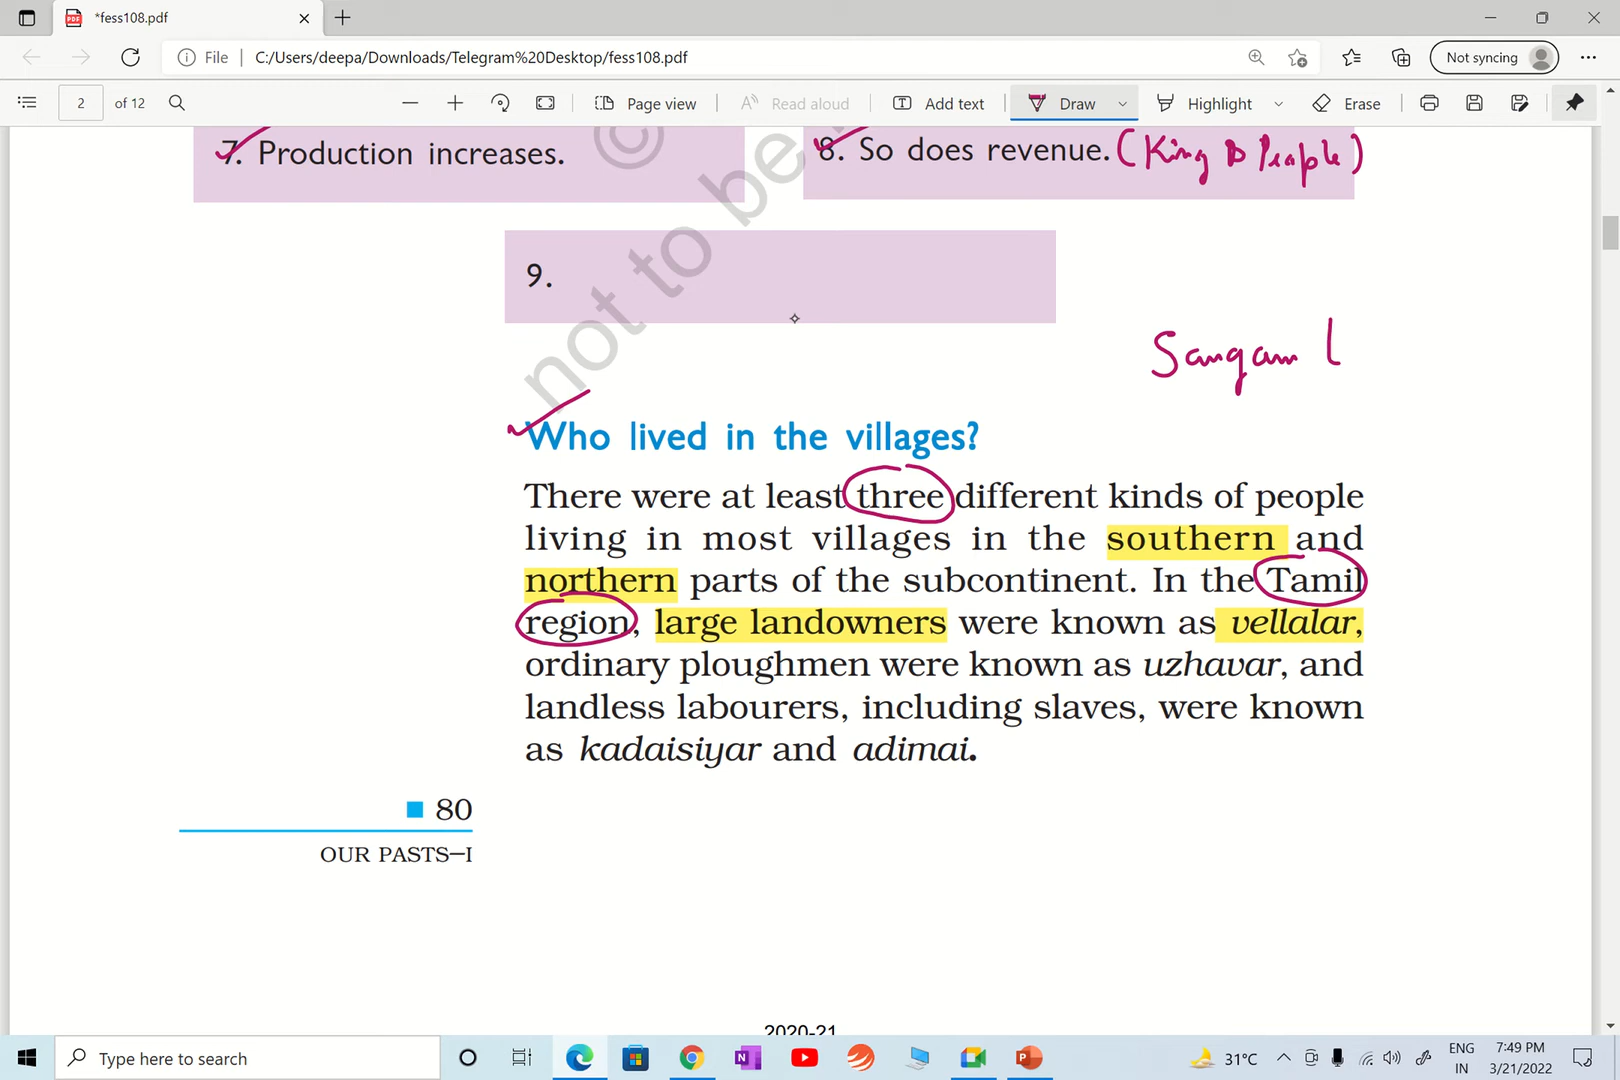 *fess108.pdf
File
C:/Users/deepa/Downloads/Telegram%20Desktop/fess108.pdf
Not syncing
2 of 12
Page view
Read aloud
Add text
Draw
Highlight
Erase
7. Production increases.
8. So does revenue. (King & People)
© not to be
9.
Sangam l
Who lived in the villages?
There were at least three different kinds of people
living in most villages in the southern and
northern parts of the subcontinent. In the Tamil
region, large landowners were known as vellalar,
ordinary ploughmen were known as uzhavar, and
landless labourers, including slaves, were known
as kadaisiyar and adimai.
80
OUR PASTS–I
2020-21
Type here to search
31°C
ENG
IN
7:49 PM
3/21/2022